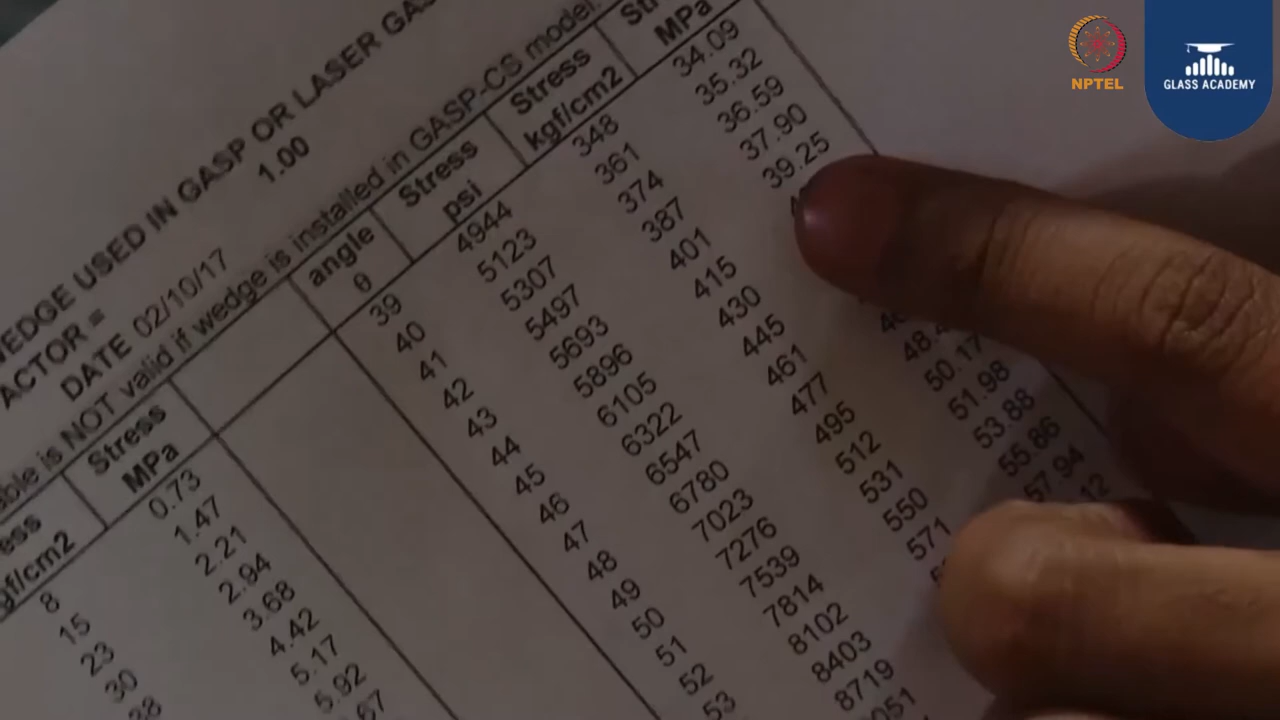 NPTEL
GLASS ACADEMY
WEDGE USED IN GASP OR LASER
ACTOR = 1.00
DATE 02/10/17
is NOT valid if wedge is installed in GASP-CS model.
kgf/cm2 Stress MPa angle θ Stress psi Stress kgf/cm2 MPa
8 0.73 39 4944 348 34.09
15 1.47 40 5123 361 35.32
23 2.21 41 5307 374 36.59
30 2.94 42 5497 387 37.90
38 3.68 43 5693 401 39.25
4.42 44 5896 415
5.17 45 6105 430
5.92 46 6322 445
47 6547 461
48 6780 477 48.4
49 7023 495 50.17
50 7276 512 51.98
51 7539 531 53.88
52 7814 550 55.86
53 8102 571 57.94
8403
8719